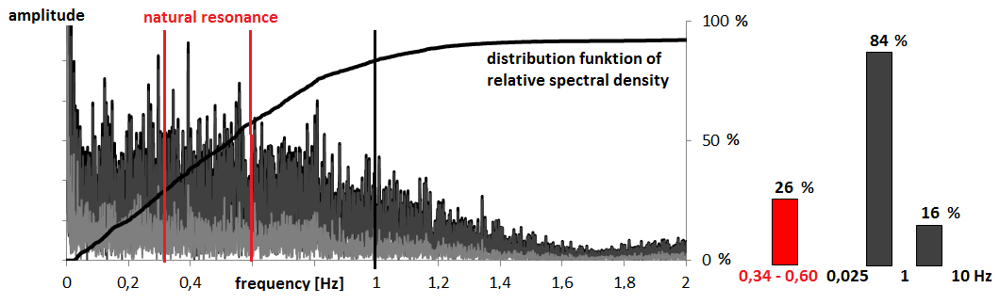 amplitude
natural resonance
100 %
distribution funktion of
relative spectral density
50 %
0 %
0
0,2
0,4
frequency [Hz]
1
1,2
1,4
1,6
1,8
2
84 %
26 %
16 %
0,34 - 0,60
0,025
1
10 Hz